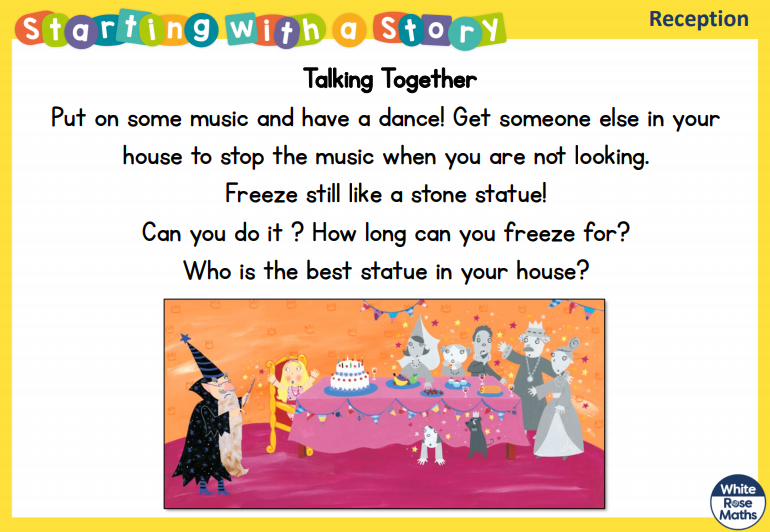 Starting with a Story
Reception
Talking Together
Put on some music and have a dance! Get someone else in your
house to stop the music when you are not looking.
Freeze still like a stone statue!
Can you do it ? How long can you freeze for?
Who is the best statue in your house?
White
Rose
Maths